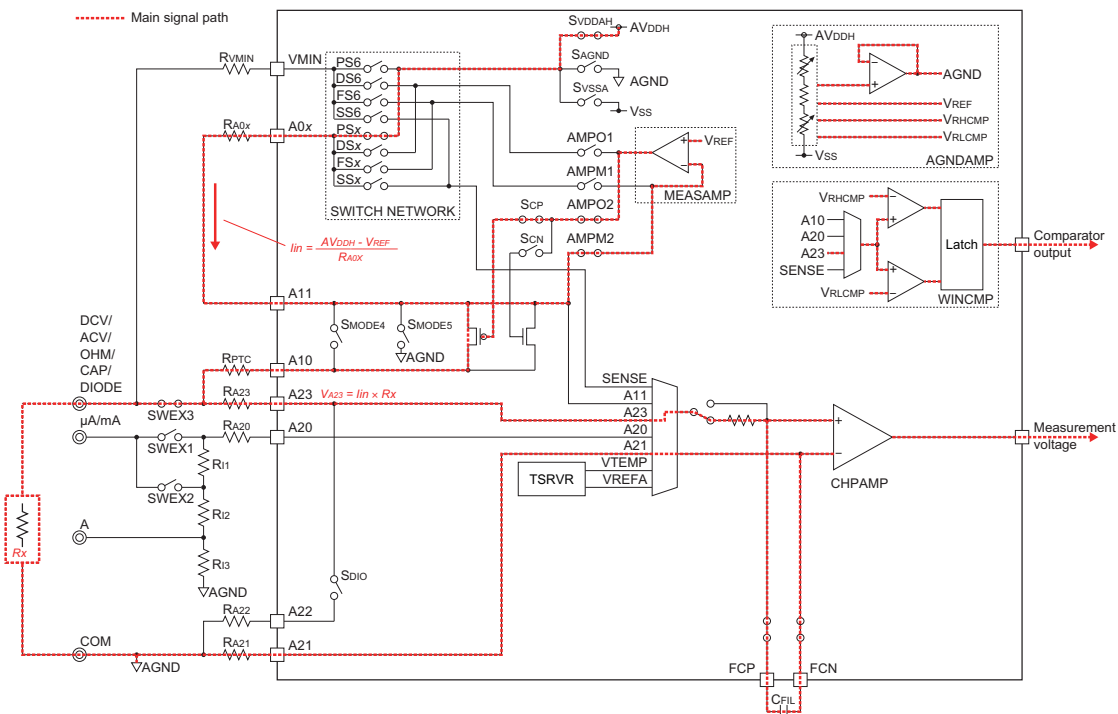 Main signal path
SVDDAH
AVDDH
SAGND
AGND
SVSSA
VSS
RVMIN
VMIN
PS6
DS6
FS6
SS6
RA0x
A0x
PSx
DSx
FSx
SSx
SWITCH NETWORK
AMPO1
AMPM1
AMPO2
AMPM2
+
−
VREF
MEASAMP
SCP
SCN
Iin = AVDDH - VREF
RA0X
AVDDH
−
+
AGND
VREF
VRHCMP
VRLCMP
VSS
AGNDAMP
VRHCMP
A10
A20
A23
SENSE
VRLCMP
−
+
+
−
Latch
WINCMP
Comparator
output
A11
SMODE4
SMODE5
AGND
DCV/
ACV/
OHM/
CAP/
DIODE
RPTC
A10
RA23
A23
VA23 = Iin × Rx
SWEX3
µA/mA
SWEX1
RA20
A20
RI1
SWEX2
RI2
A
RI3
AGND
Rx
SENSE
A11
A23
A20
A21
VTEMP
VREFA
TSRVR
+
−
CHPAMP
Measurement
voltage
SDIO
RA22
A22
COM
RA21
A21
AGND
FCP
FCN
CFIL